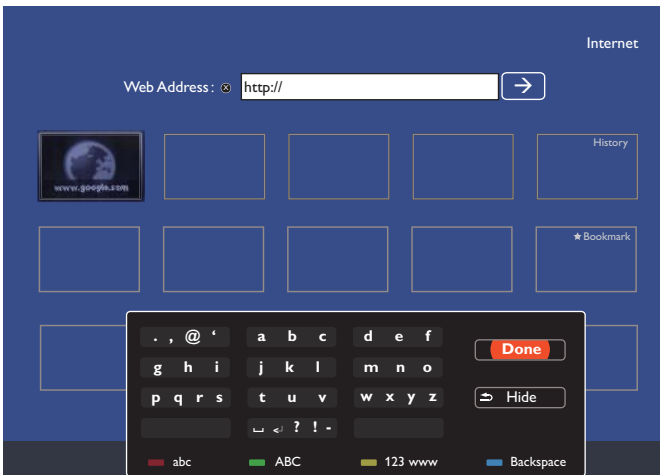 Internet
Web Address: ⊗ http:// →
www.google.com
History
★Bookmark
. , @ ‘ a b c d e f
Done
g h i j k l m n o
p q r s t u v w x y z
Hide
␣ ↵ ? ! -
abc ABC 123 www Backspace